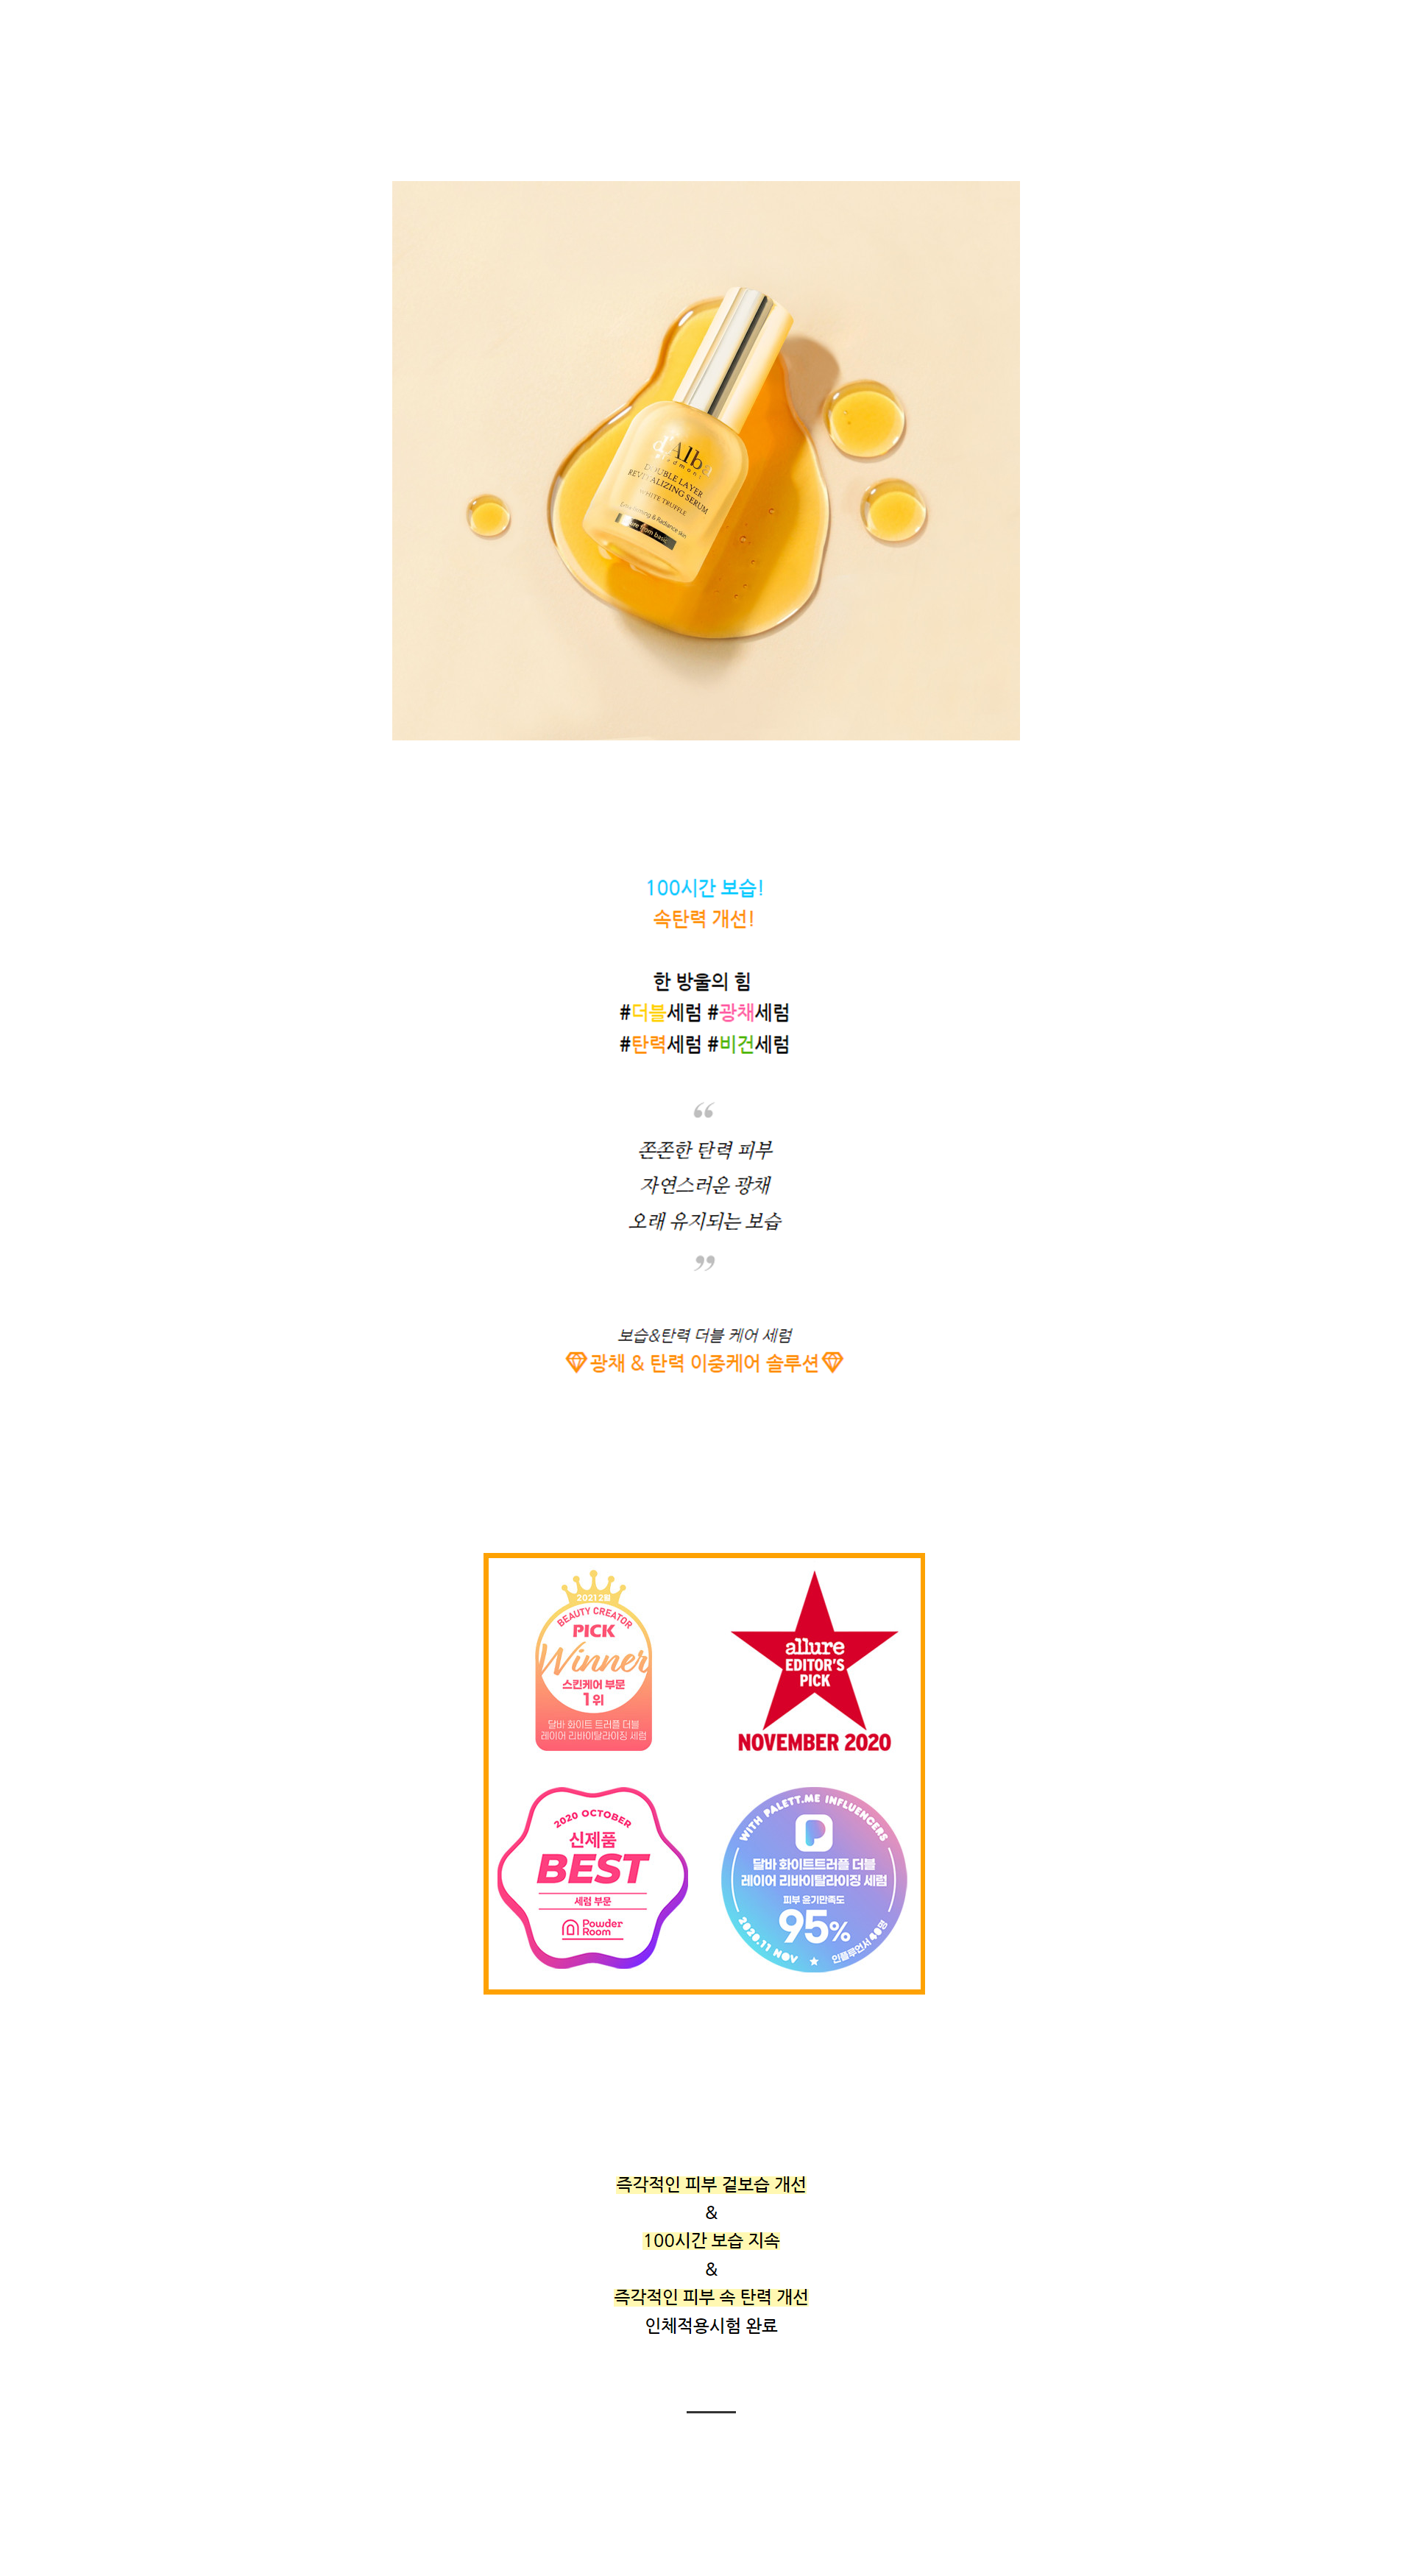 d'Alba
piedmont
DOUBLE LAYER
REVITALIZING SERUM
WHITE TRUFFLE
Extra Firming & Radiance skin
100시간 보습!
속탄력 개선!
한 방울의 힘
#더블세럼 #광채세럼
#탄력세럼 #비건세럼
“
쫀쫀한 탄력 피부
자연스러운 광채
오래 유지되는 보습
”
보습&탄력 더블 케어 세럼
광채 & 탄력 이중케어 솔루션
2021 2월
BEAUTY CREATOR
PICK
Winner
스킨케어 부문
1위
달바 화이트 트러플 더블
레이어 리바이탈라이징 세럼
allure
EDITOR'S
PICK
NOVEMBER 2020
2020 OCTOBER
신제품
BEST
세럼 부문
Powder
Room
WITH PALETT.ME INFLUENCERS
달바 화이트트러플 더블
레이어 리바이탈라이징 세럼
피부 윤기만족도
95%
2020.11 NOV ★ 인플루언서 40명
즉각적인 피부 겉보습 개선
&
100시간 보습 지속
&
즉각적인 피부 속 탄력 개선
인체적용시험 완료